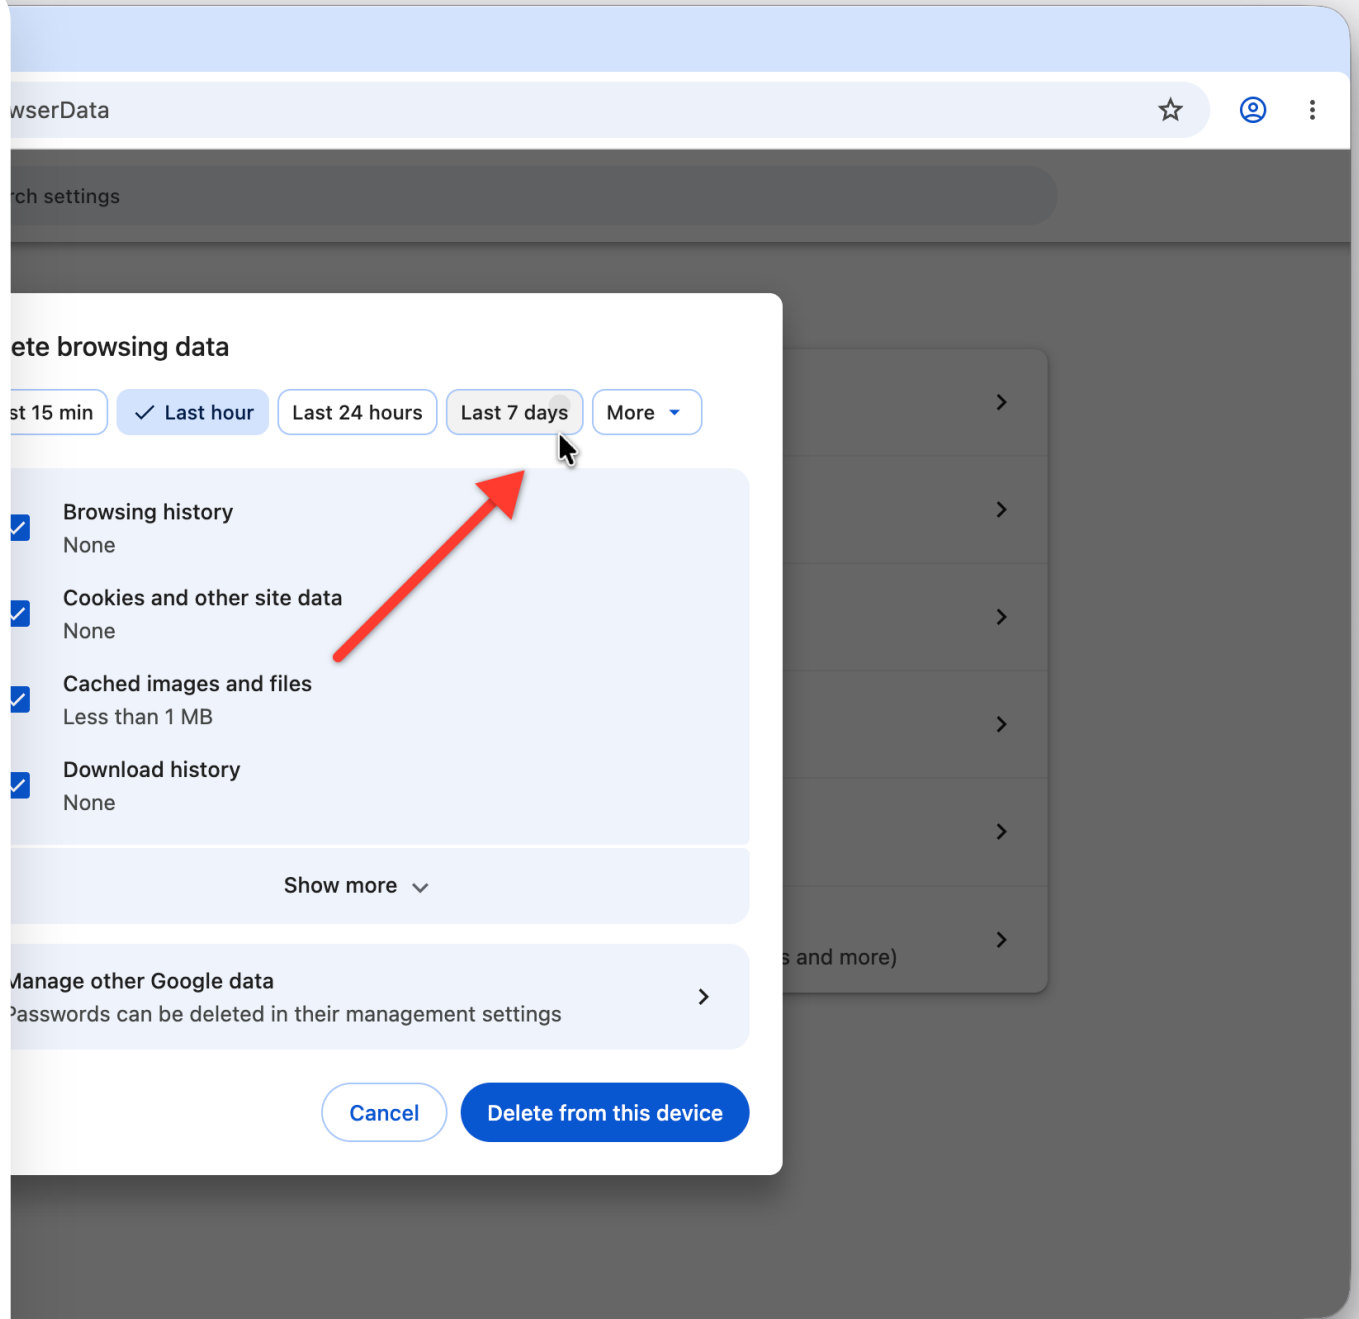 wserData
rch settings
ete browsing data
st 15 min Last hour Last 24 hours Last 7 days More
Browsing history
None
Cookies and other site data
None
Cached images and files
Less than 1 MB
Download history
None
Show more
s and more)
Manage other Google data
Passwords can be deleted in their management settings
Cancel Delete from this device